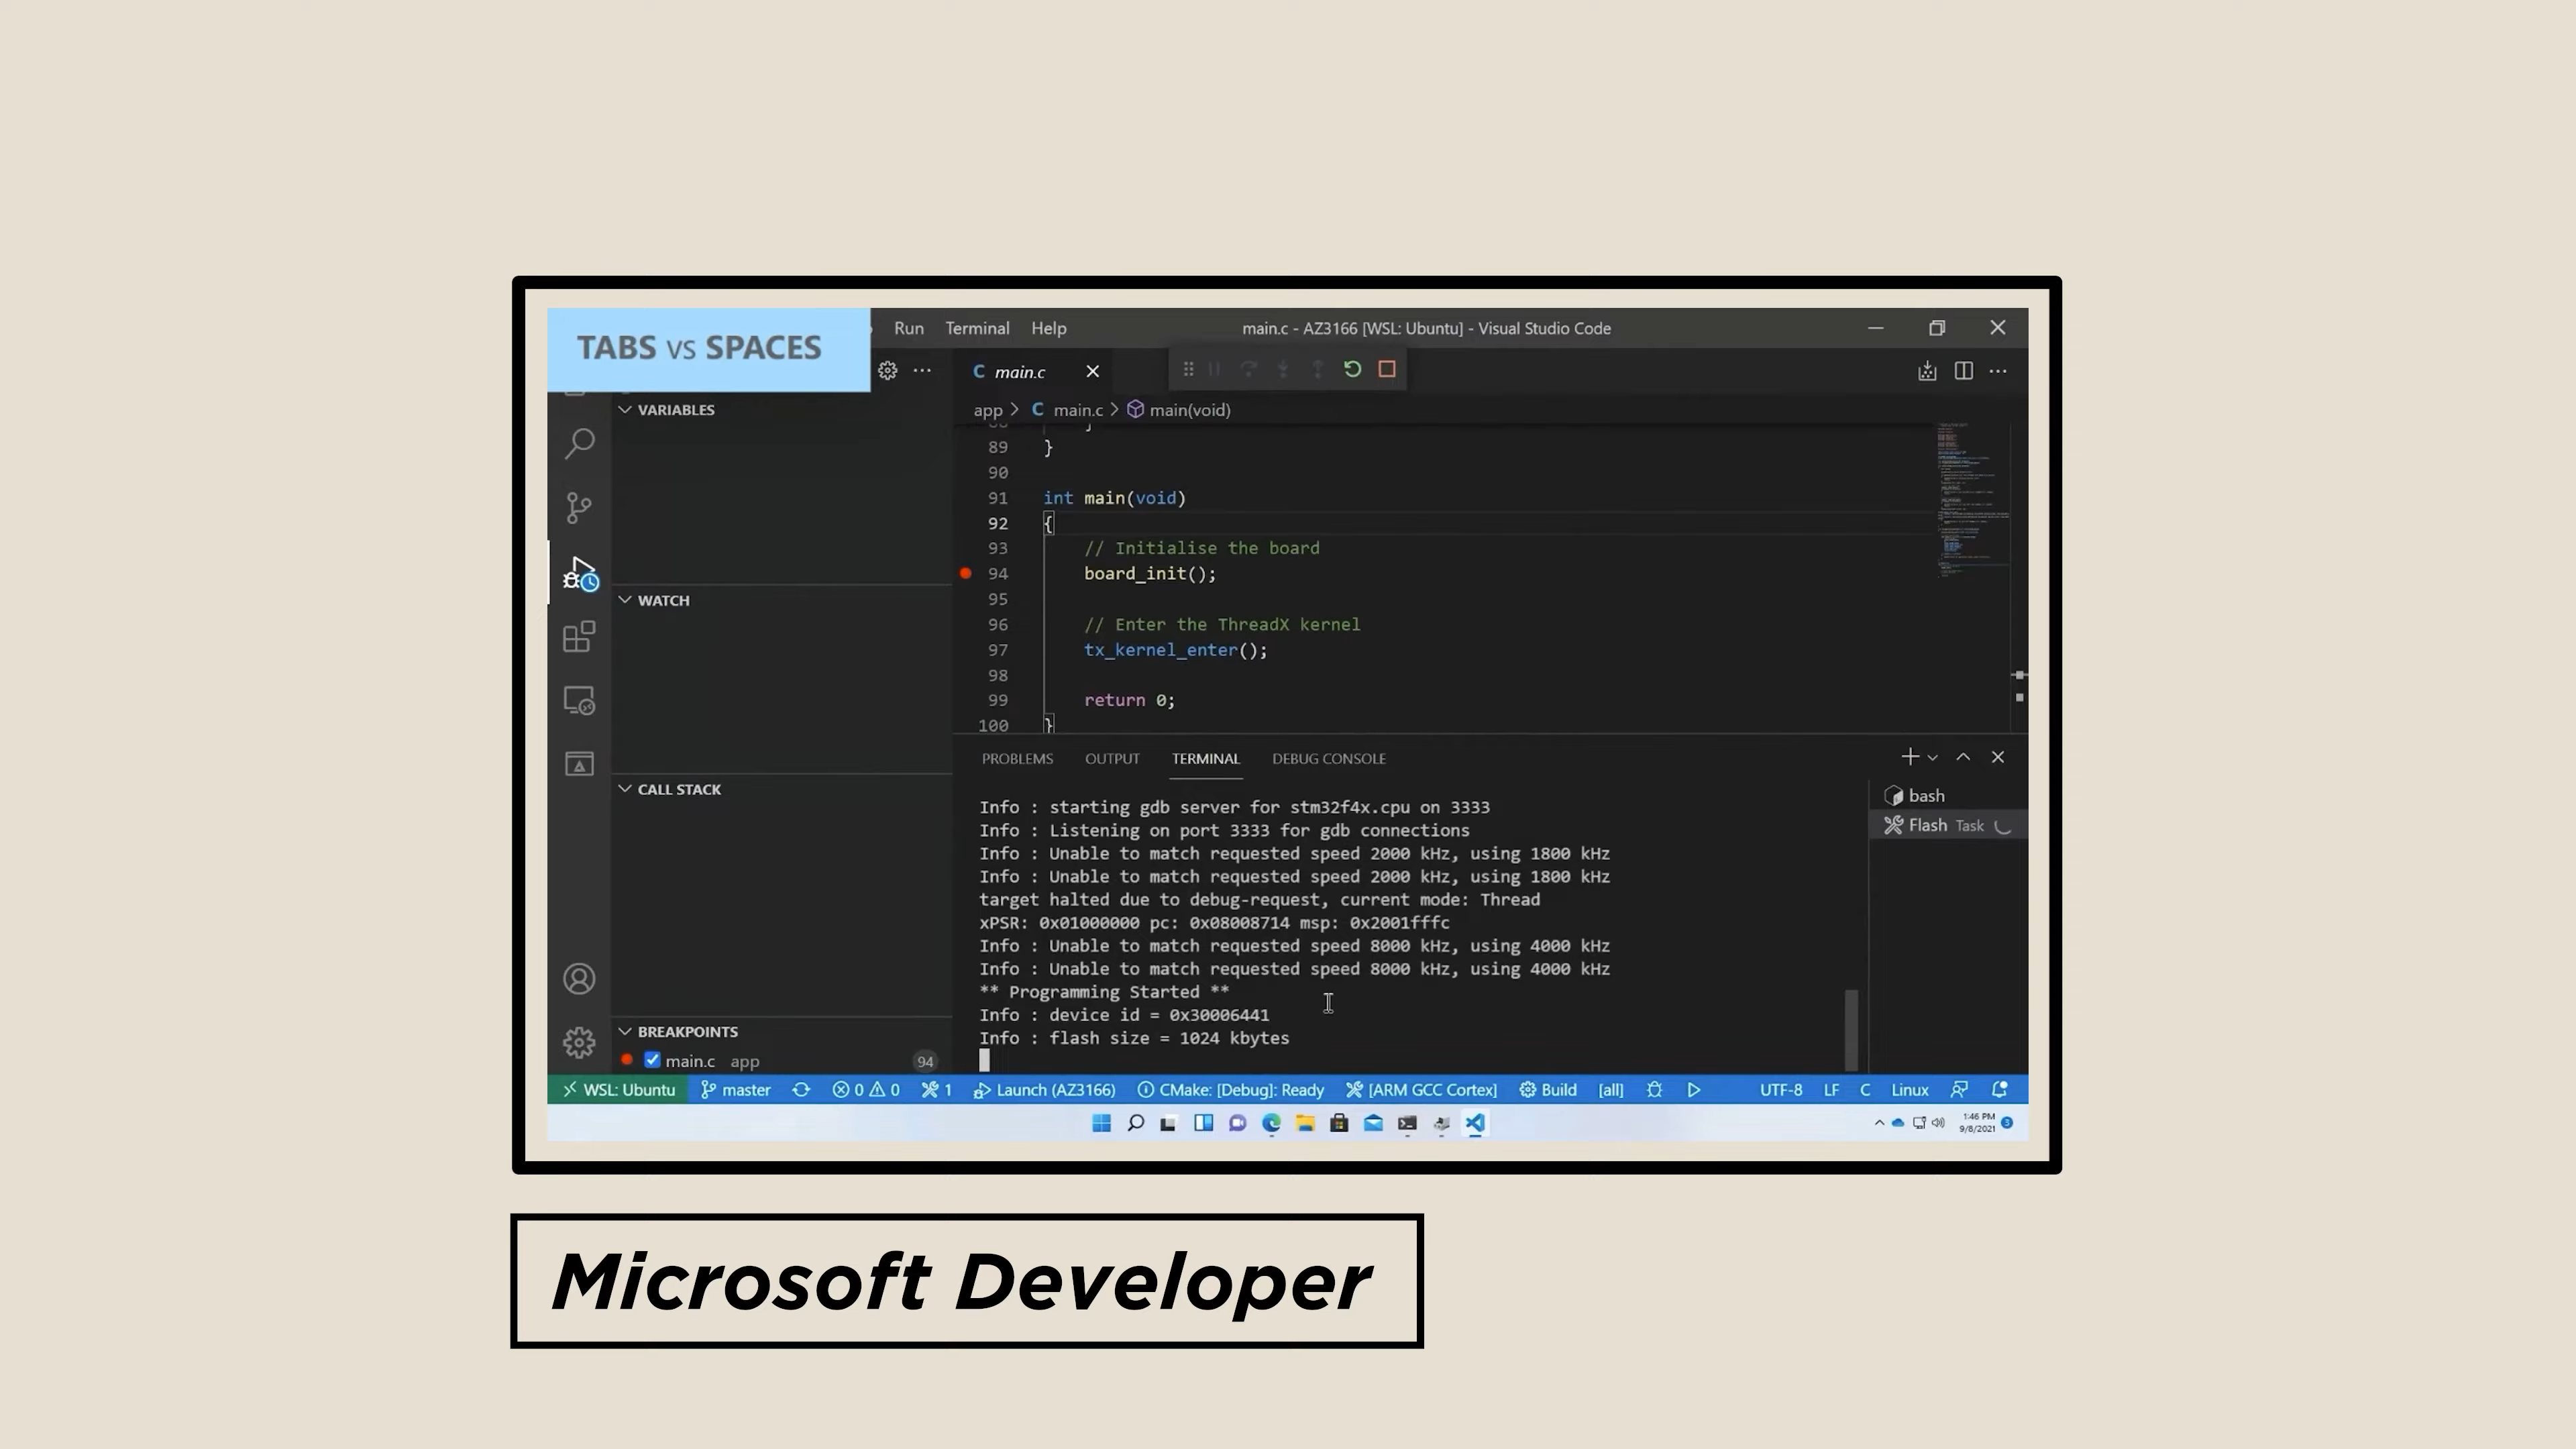 TABS vs SPACES
Run Terminal Help
main.c - AZ3166 [WSL: Ubuntu] - Visual Studio Code
main.c
app > main.c > main(void)
VARIABLES
WATCH
CALL STACK
BREAKPOINTS
main.c app 94
89 }
90
91 int main(void)
92 {
93 // Initialise the board
94 board_init();
95
96 // Enter the ThreadX kernel
97 tx_kernel_enter();
98
99 return 0;
100 }
PROBLEMS OUTPUT TERMINAL DEBUG CONSOLE
Info : starting gdb server for stm32f4x.cpu on 3333
Info : Listening on port 3333 for gdb connections
Info : Unable to match requested speed 2000 kHz, using 1800 kHz
Info : Unable to match requested speed 2000 kHz, using 1800 kHz
target halted due to debug-request, current mode: Thread
xPSR: 0x01000000 pc: 0x08008714 msp: 0x2001fffc
Info : Unable to match requested speed 8000 kHz, using 4000 kHz
Info : Unable to match requested speed 8000 kHz, using 4000 kHz
** Programming Started **
Info : device id = 0x30006441
Info : flash size = 1024 kbytes
bash
Flash Task
WSL: Ubuntu master 0 0 1 Launch (AZ3166) CMake: [Debug]: Ready [ARM GCC Cortex] Build [all] UTF-8 LF C Linux
1:46 PM
9/8/2021 3
Microsoft Developer